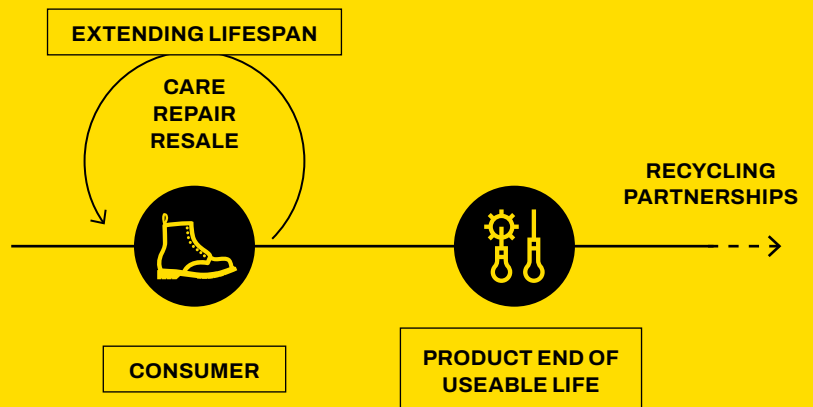 EXTENDING LIFESPAN
CARE
REPAIR
RESALE
RECYCLING
PARTNERSHIPS
CONSUMER
PRODUCT END OF
USEABLE LIFE